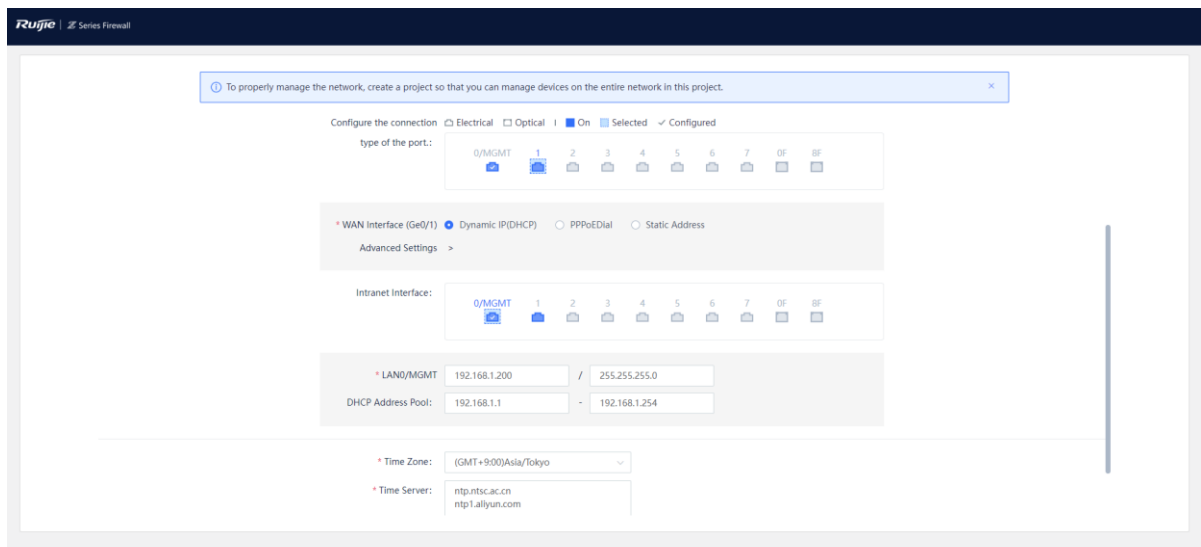 Ruijie | Z Series Firewall
To properly manage the network, create a project so that you can manage devices on the entire network in this project. ×
Configure the connection Electrical Optical | On Selected ✓ Configured
type of the port.:
0/MGMT 1 2 3 4 5 6 7 0F 8F
* WAN Interface (Ge0/1) Dynamic IP(DHCP) PPPoEDial Static Address
Advanced Settings >
Intranet Interface:
0/MGMT 1 2 3 4 5 6 7 0F 8F
* LAN0/MGMT 192.168.1.200 / 255.255.255.0
DHCP Address Pool: 192.168.1.1 - 192.168.1.254
* Time Zone: (GMT+9:00)Asia/Tokyo
* Time Server: ntp.ntsc.ac.cn
ntp1.aliyun.com